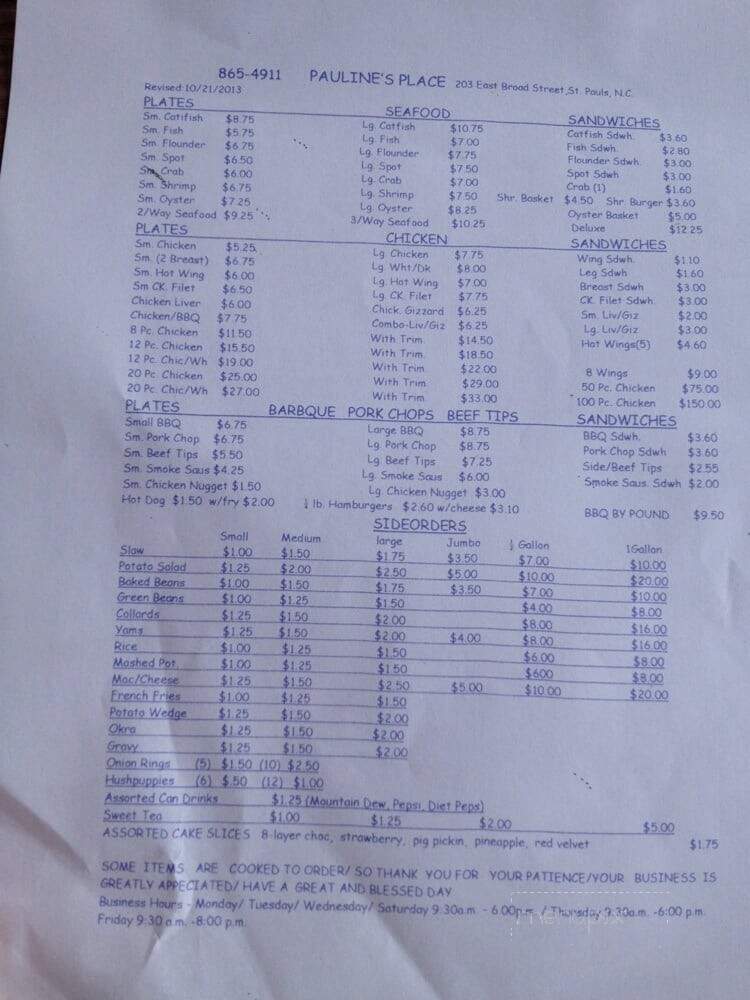 865-4911 PAULINE'S PLACE 203 East Broad Street, St. Pauls, N.C.
Revised 10/21/2013
PLATES SEAFOOD SANDWICHES
Sm. Catfish $8.75 Lg. Catfish $10.75 Catfish Sdwh. $3.60
Sm. Fish $5.75 Lg. Fish $7.00 Fish Sdwh. $2.80
Sm. Flounder $6.75 Lg. Flounder $7.75 Flounder Sdwh. $3.00
Sm. Spot $6.50 Lg. Spot $7.50 Spot Sdwh $3.00
Sm. Crab $6.00 Lg. Crab $7.00 Crab (1) $1.60
Sm. Shrimp $6.75 Lg. Shrimp $7.50 Shr. Basket $4.50 Shr. Burger $3.60
Sm. Oyster $7.25 Lg. Oyster $8.25 Oyster Basket $5.00
2/Way Seafood $9.25 3/Way Seafood $10.25 Deluxe $12.25
PLATES CHICKEN SANDWICHES
Sm. Chicken $5.25 Lg. Chicken $7.75 Wing Sdwh. $1.10
Sm. (2 Breast) $6.75 Lg. Wht/Dk $8.00 Leg Sdwh $1.60
Sm. Hot Wing $6.00 Lg. Hot Wing $7.00 Breast Sdwh $3.00
Sm CK. Filet $6.50 Lg. CK. Filet $7.75 CK. Filet Sdwh. $3.00
Chicken Liver $6.00 Chick. Gizzard $6.25 Sm. Liv/Giz $2.00
Chicken/BBQ $7.75 Combo-Liv/Giz $6.25 Lg. Liv/Giz $3.00
8 Pc. Chicken $11.50 With Trim $14.50 Hot Wings(5) $4.60
12 Pc. Chicken $15.50 With Trim $18.50
12 Pc. Chic/Wh $19.00 With Trim $22.00 8 Wings $9.00
20 Pc. Chicken $25.00 With Trim $29.00 50 Pc. Chicken $75.00
20 Pc. Chic/Wh $27.00 With Trim $33.00 100 Pc. Chicken $150.00
PLATES BARBQUE PORK CHOPS BEEF TIPS SANDWICHES
Small BBQ $6.75 Large BBQ $8.75 BBQ Sdwh. $3.60
Sm. Pork Chop $6.75 Lg. Pork Chop $8.75 Pork Chop Sdwh $3.60
Sm. Beef Tips $5.50 Lg. Beef Tips $7.25 Side/Beef Tips $2.55
Sm. Smoke Saus $4.25 Lg. Smoke Saus $6.00 Smoke Saus. Sdwh $2.00
Sm. Chicken Nugget $1.50 Lg. Chicken Nugget $3.00
Hot Dog $1.50 w/fry $2.00 lb. Hamburgers $2.60 w/cheese $3.10 BBQ BY POUND $9.50
SIDEORDERS
Small Medium large Jumbo ½ Gallon 1Gallon
Slaw $1.00 $1.50 $1.75 $3.50 $7.00 $10.00
Potato Salad $1.25 $2.00 $2.50 $5.00 $10.00 $20.00
Baked Beans $1.00 $1.50 $1.75 $3.50 $7.00 $10.00
Green Beans $1.00 $1.25 $1.50 $4.00 $8.00
Collards $1.25 $1.50 $2.00 $8.00 $16.00
Yams $1.25 $1.50 $2.00 $4.00 $8.00 $16.00
Rice $1.00 $1.25 $1.50 $6.00 $8.00
Mashed Pot. $1.00 $1.25 $1.50 $600 $8.00
Mac/Cheese $1.25 $1.50 $2.50 $5.00 $10.00 $20.00
French Fries $1.00 $1.25 $1.50
Potato Wedge $1.25 $1.50 $2.00
Okra $1.25 $1.50 $2.00
Gravy $1.25 $1.50 $2.00
Onion Rings (5) $1.50 (10) $2.50
Hushpuppies (6) $.50 (12) $1.00
Assorted Can Drinks $1.25 (Mountain Dew, Pepsi, Diet Peps)
Sweet Tea $1.00 $1.25 $2.00 $5.00
ASSORTED CAKE SLICES 8-layer choc, strawberry, pig pickin, pineapple, red velvet $1.75
SOME ITEMS ARE COOKED TO ORDER/ SO THANK YOU FOR YOUR PATIENCE/YOUR BUSINESS IS
GREATLY APPECIATED/ HAVE A GREAT AND BLESSED DAY
Business Hours - Monday/ Tuesday/ Wednesday/ Saturday 9:30a.m. - 6:00p.m. / Thursday 9:30a.m. -6:00 p.m.
Friday 9:30 a.m. -8:00 p.m.